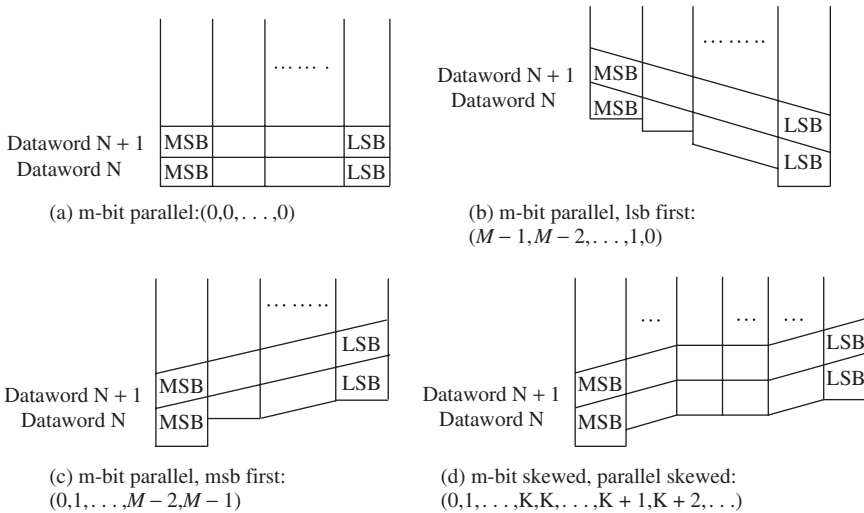 …… .
Dataword N + 1
MSB
LSB
Dataword N
MSB
LSB
(a) m-bit parallel:(0,0,…,0)
…… ..
Dataword N + 1
MSB
LSB
Dataword N
MSB
LSB
(b) m-bit parallel, lsb first:
(M − 1,M − 2,…,1,0)
…… ..
Dataword N + 1
MSB
LSB
Dataword N
MSB
LSB
(c) m-bit parallel, msb first:
(0,1,…,M − 2,M − 1)
… … …
Dataword N + 1
MSB
LSB
Dataword N
MSB
LSB
(d) m-bit skewed, parallel skewed:
(0,1,…,K,K,…,K + 1,K + 2,…)